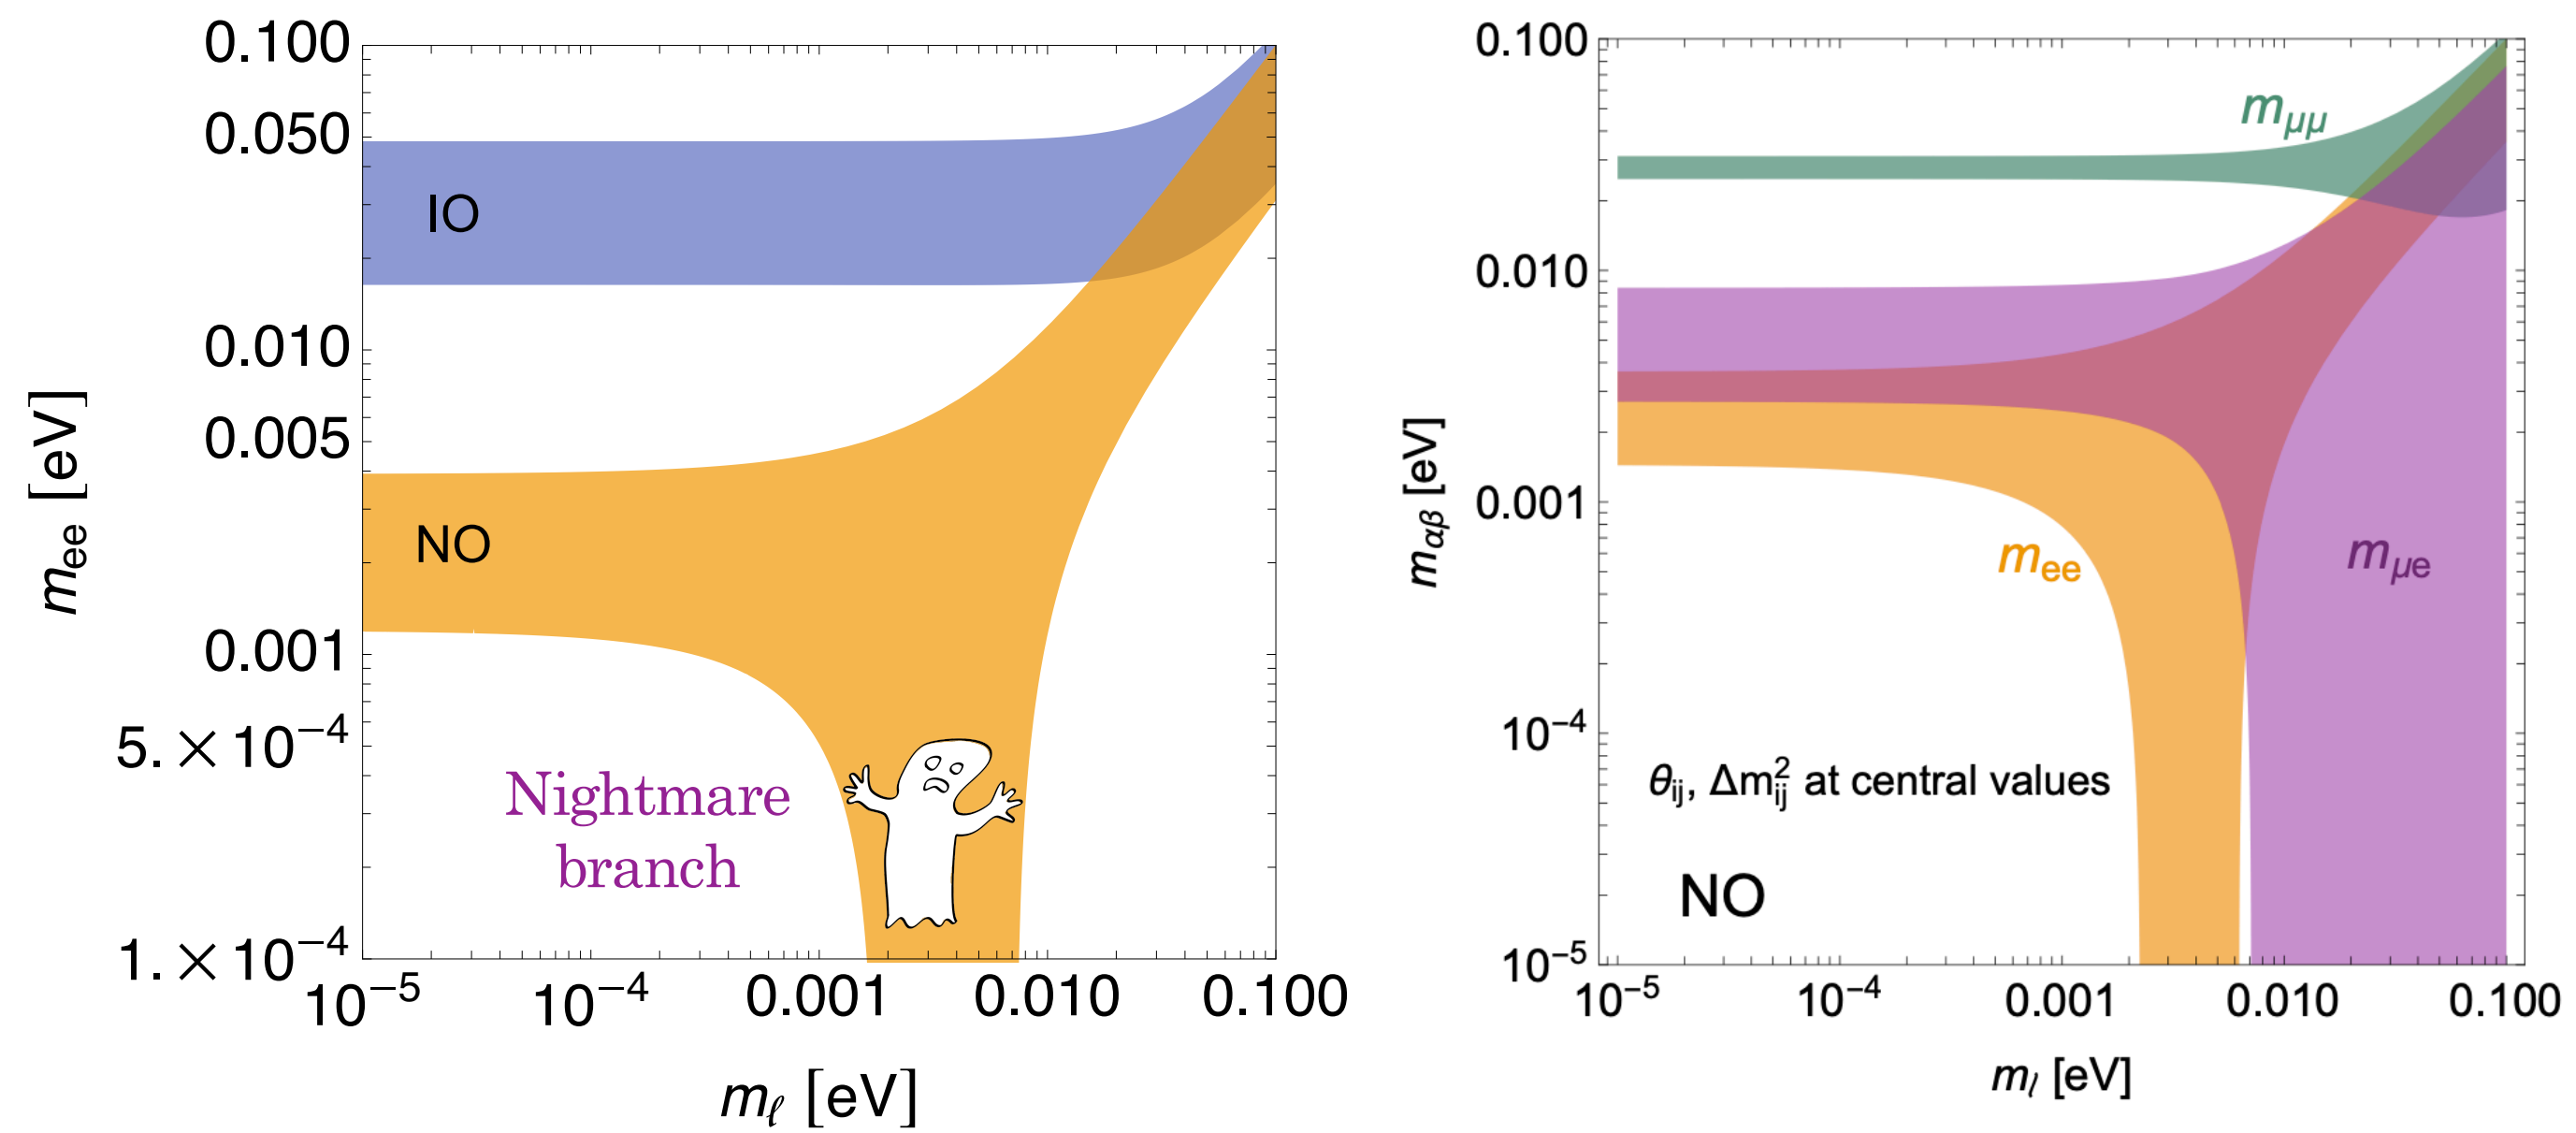 0.100
0.050
0.010
0.005
0.001
5.×10⁻⁴
1.×10⁻⁴
m_ee [eV]
IO
NO
Nightmare
branch
10⁻⁵ 10⁻⁴ 0.001 0.010 0.100
m_ℓ [eV]
0.100
0.010
0.001
10⁻⁴
10⁻⁵
m_αβ [eV]
m_μμ
m_ee
m_μe
θ_ij, Δm²_ij at central values
NO
10⁻⁵ 10⁻⁴ 0.001 0.010 0.100
m_l [eV]